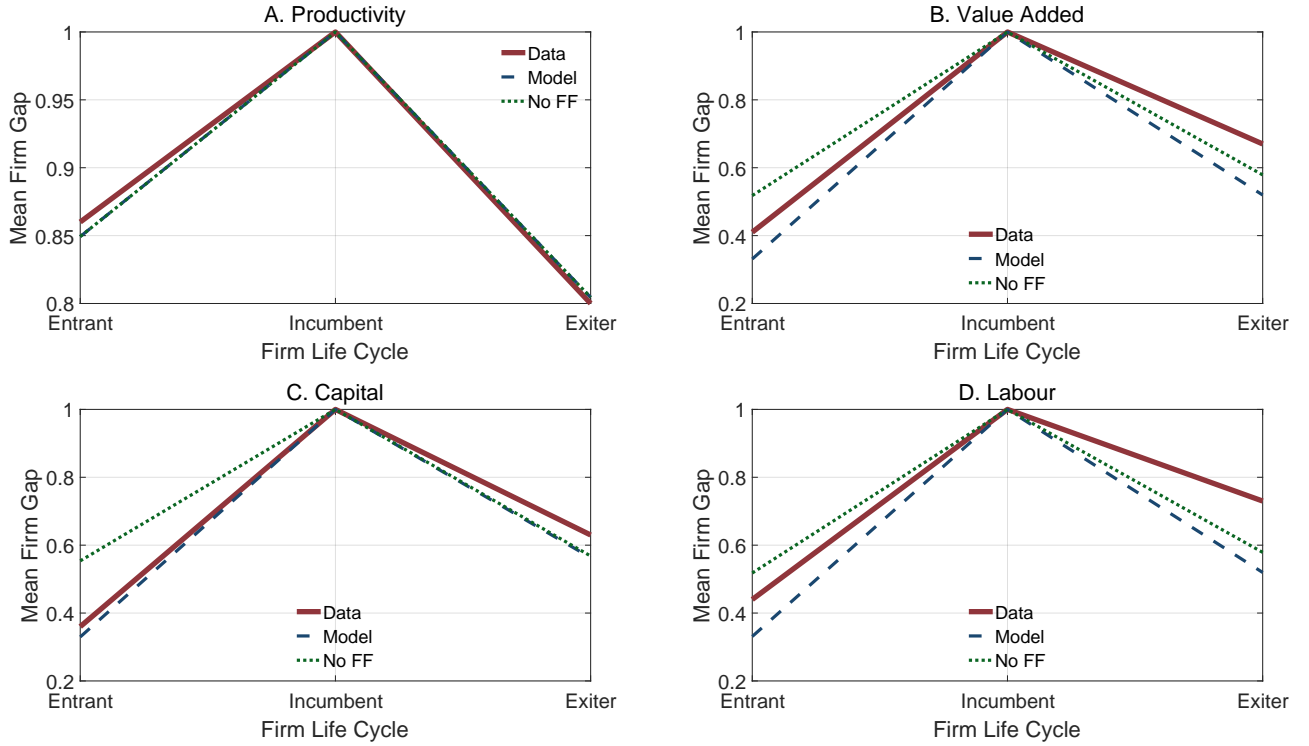 A. Productivity
Mean Firm Gap
1
0.95
0.9
0.85
0.8
Data
Model
No FF
Entrant Incumbent Exiter
Firm Life Cycle
B. Value Added
Mean Firm Gap
1
0.8
0.6
0.4
0.2
Data
Model
No FF
Entrant Incumbent Exiter
Firm Life Cycle
C. Capital
Mean Firm Gap
1
0.8
0.6
0.4
0.2
Data
Model
No FF
Entrant Incumbent Exiter
Firm Life Cycle
D. Labour
Mean Firm Gap
1
0.8
0.6
0.4
0.2
Data
Model
No FF
Entrant Incumbent Exiter
Firm Life Cycle